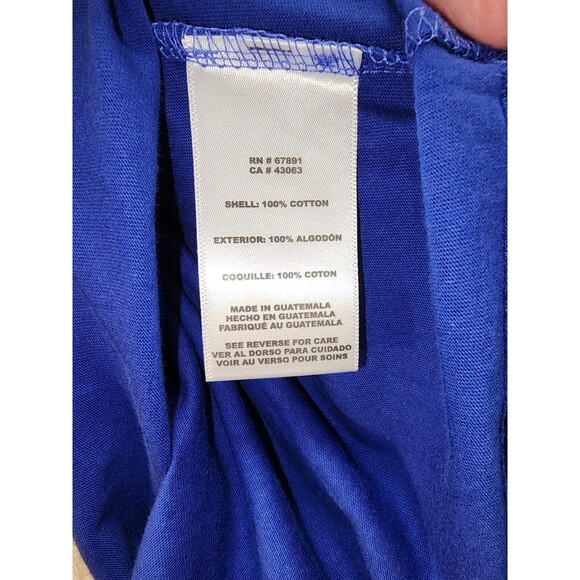 RN # 67891
CA # 43063
SHELL: 100% COTTON
EXTERIOR: 100% ALGODÓN
COQUILLE: 100% COTON
MADE IN GUATEMALA
HECHO EN GUATEMALA
FABRIQUÉ AU GUATEMALA
SEE REVERSE FOR CARE
VER AL DORSO PARA CUIDADO
VOIR AU VERSO POUR SOINS